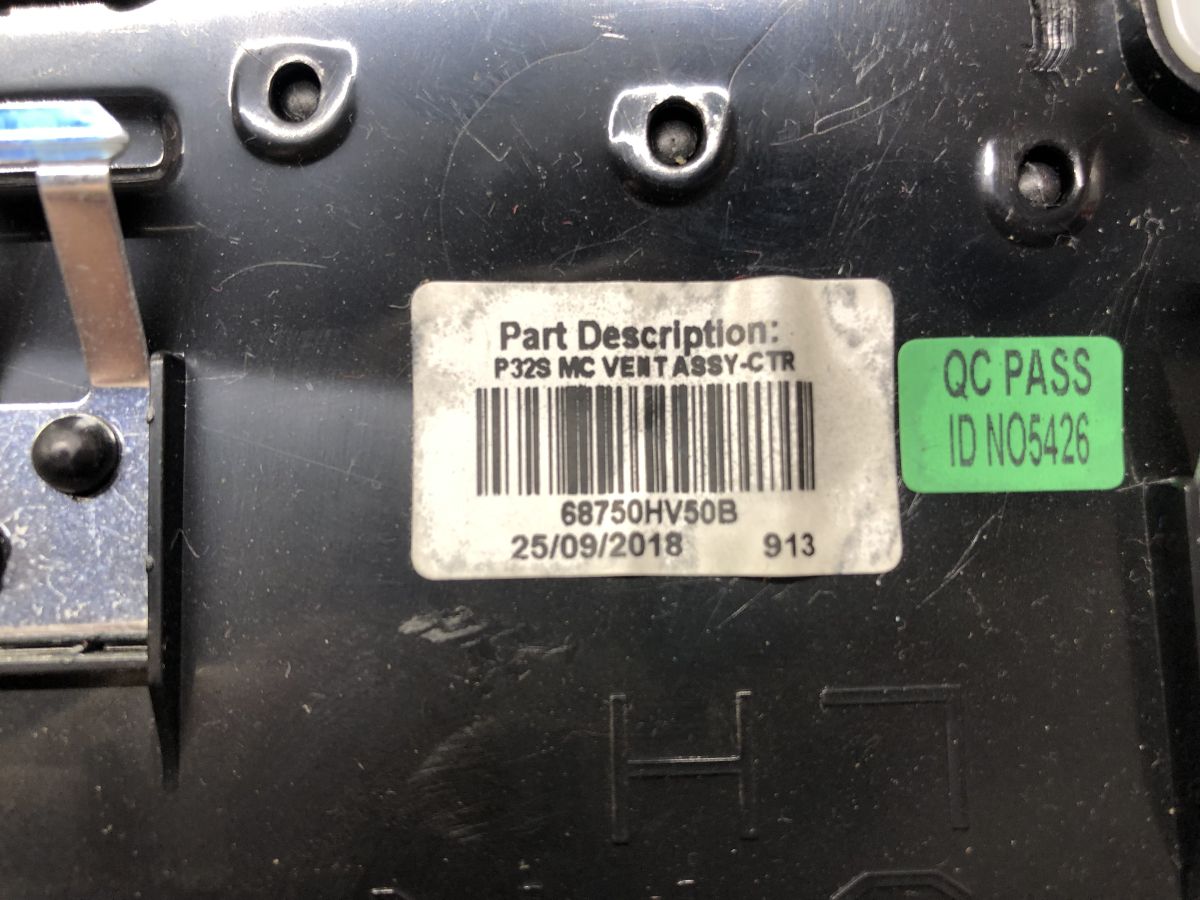 Part Description:
P32S MC VENT ASSY-CTR
68750HV50B
25/09/2018 913
QC PASS
ID NO5426